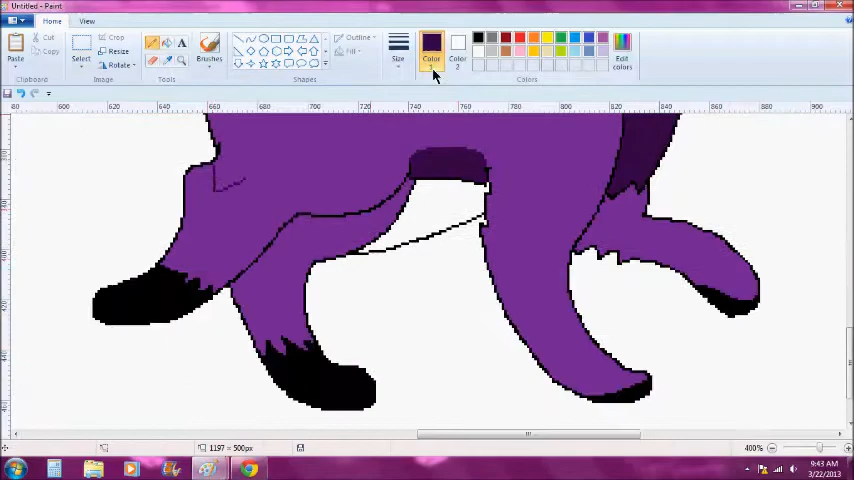 Untitled - Paint
Home View
Paste
Cut
Copy
Clipboard
Select
Crop
Resize
Rotate
Image
Tools
Brushes
Shapes
Outline
Fill
Size
Color 1
Color 2
Colors
Edit colors
80 600 620 640 660 680 700 720 740 760 780 800 820 840 860 880 900
1197 × 500px
400%
9:43 AM
3/22/2013